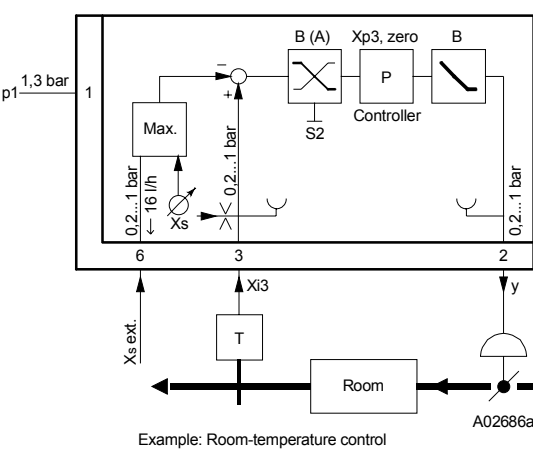 B (A)
Xp3, zero
B
p1
1,3 bar
1
–
+
P
Max.
S2
Controller
0,2...1 bar
16 l/h
Xs
0,2...1 bar
0,2...1 bar
6
3
2
Xi3
y
Xs ext.
T
Room
A02686a
Example: Room-temperature control